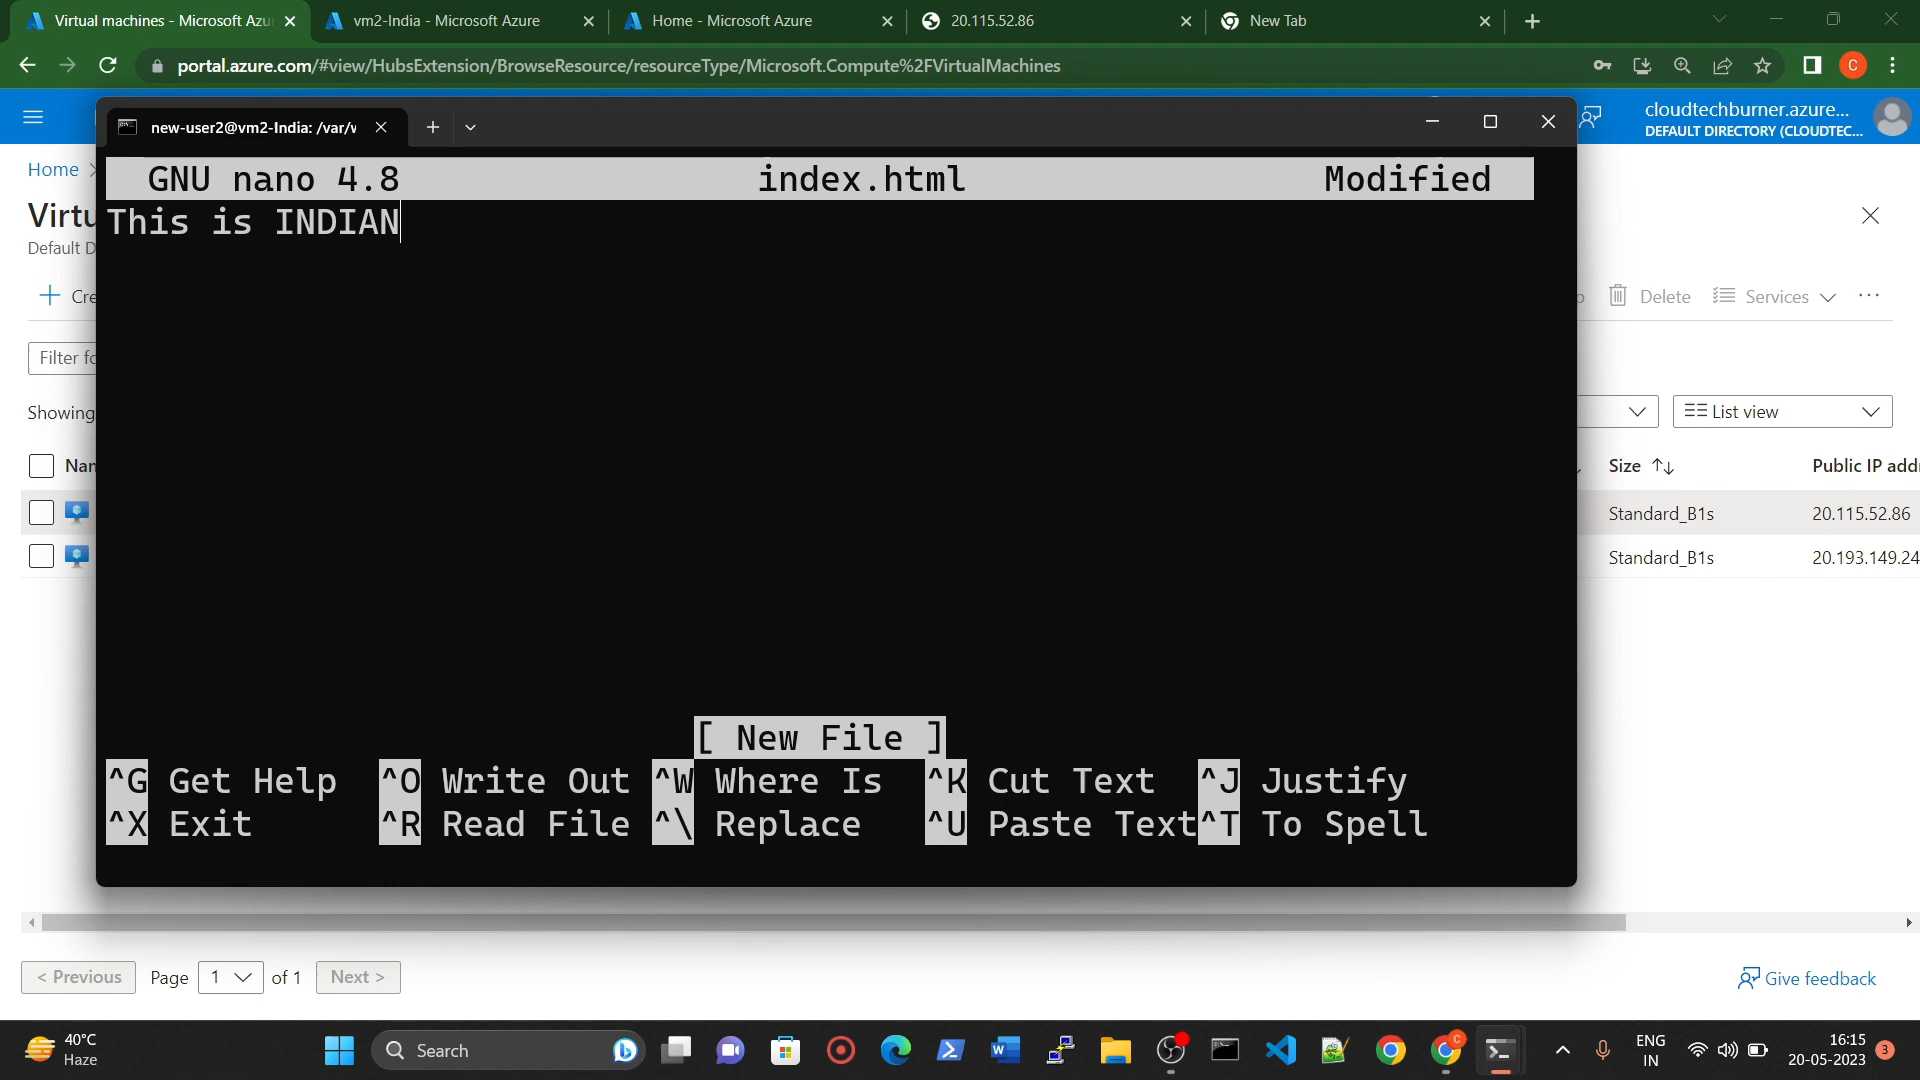 Virtual machines - Microsoft Azu
vm2-India - Microsoft Azure
Home - Microsoft Azure
20.115.52.86
New Tab
portal.azure.com/#view/HubsExtension/BrowseResource/resourceType/Microsoft.Compute%2FVirtualMachines
C
cloudtechburner.azure...
DEFAULT DIRECTORY (CLOUDTEC...
new-user2@vm2-India: /var/v
Home >
GNU nano 4.8 index.html Modified
Virtu
This is INDIAN
Default D
+ Cre
Delete
Services
...
Filter fo
Showing
List view
Nam
Size ↑↓
Public IP addr
Standard_B1s 20.115.52.86
Standard_B1s 20.193.149.24
[ New File ]
^G Get Help ^O Write Out ^W Where Is ^K Cut Text ^J Justify
^X Exit ^R Read File ^\ Replace ^U Paste Text^T To Spell
< Previous Page 1 of 1 Next >
Give feedback
40°C
Haze
Search
ENG
IN
16:15
20-05-2023
3